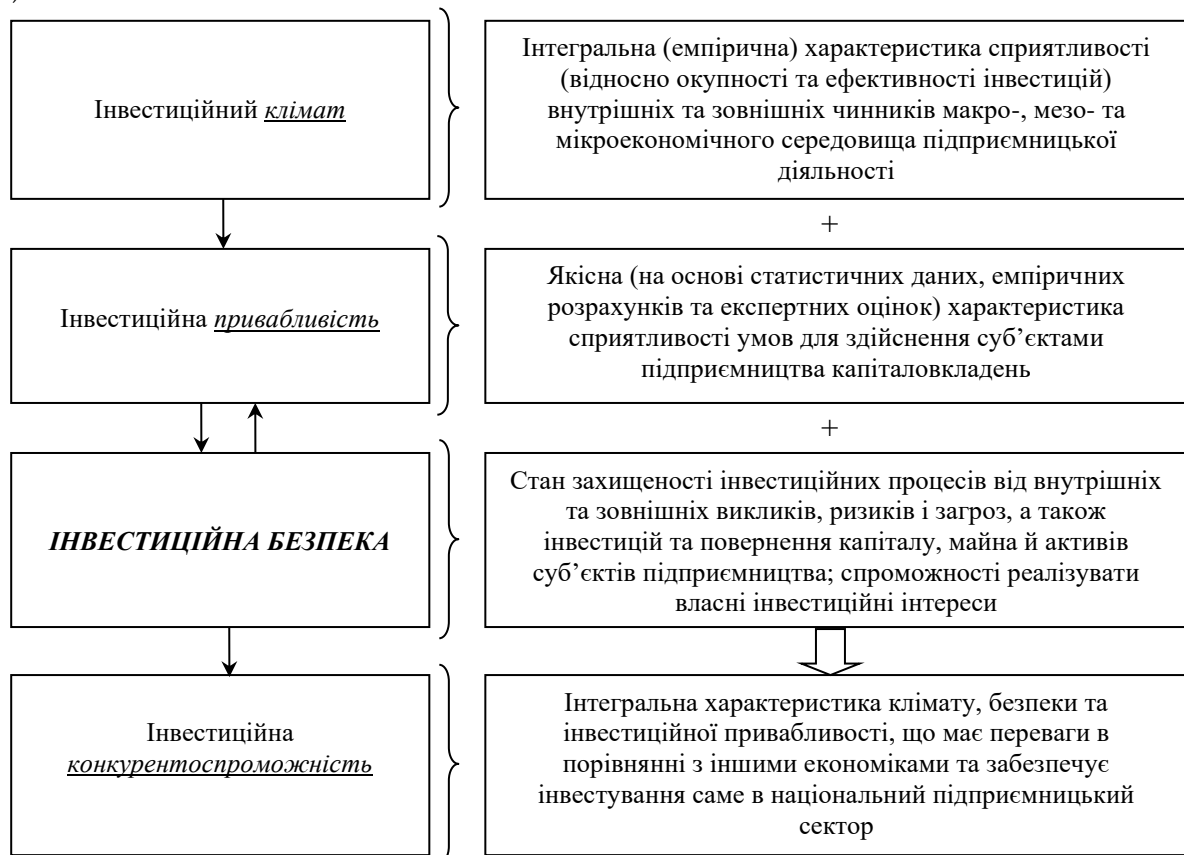 Інвестиційний клімат
Інтегральна (емпірична) характеристика сприятливості
(відносно окупності та ефективності інвестицій)
внутрішніх та зовнішніх чинників макро-, мезо- та
мікроекономічного середовища підприємницької
діяльності
+
Інвестиційна привабливість
Якісна (на основі статистичних даних, емпіричних
розрахунків та експертних оцінок) характеристика
сприятливості умов для здійснення суб’єктами
підприємництва капіталовкладень
+
ІНВЕСТИЦІЙНА БЕЗПЕКА
Стан захищеності інвестиційних процесів від внутрішніх
та зовнішніх викликів, ризиків і загроз, а також
інвестицій та повернення капіталу, майна й активів
суб’єктів підприємництва; спроможності реалізувати
власні інвестиційні інтереси
Інвестиційна
конкурентоспроможність
Інтегральна характеристика клімату, безпеки та
інвестиційної привабливості, що має переваги в
порівнянні з іншими економіками та забезпечує
інвестування саме в національний підприємницький
сектор